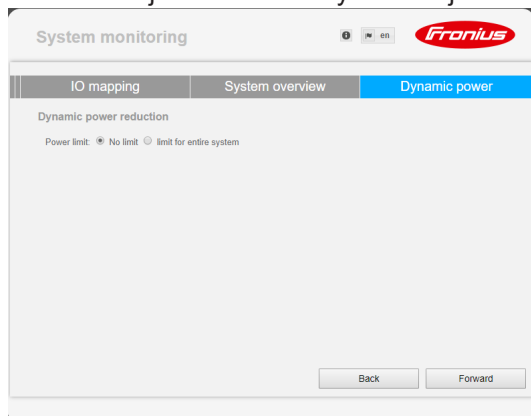 System monitoring
en
Fronius
IO mapping
System overview
Dynamic power
Dynamic power reduction
Power limit: No limit limit for entire system
Back
Forward